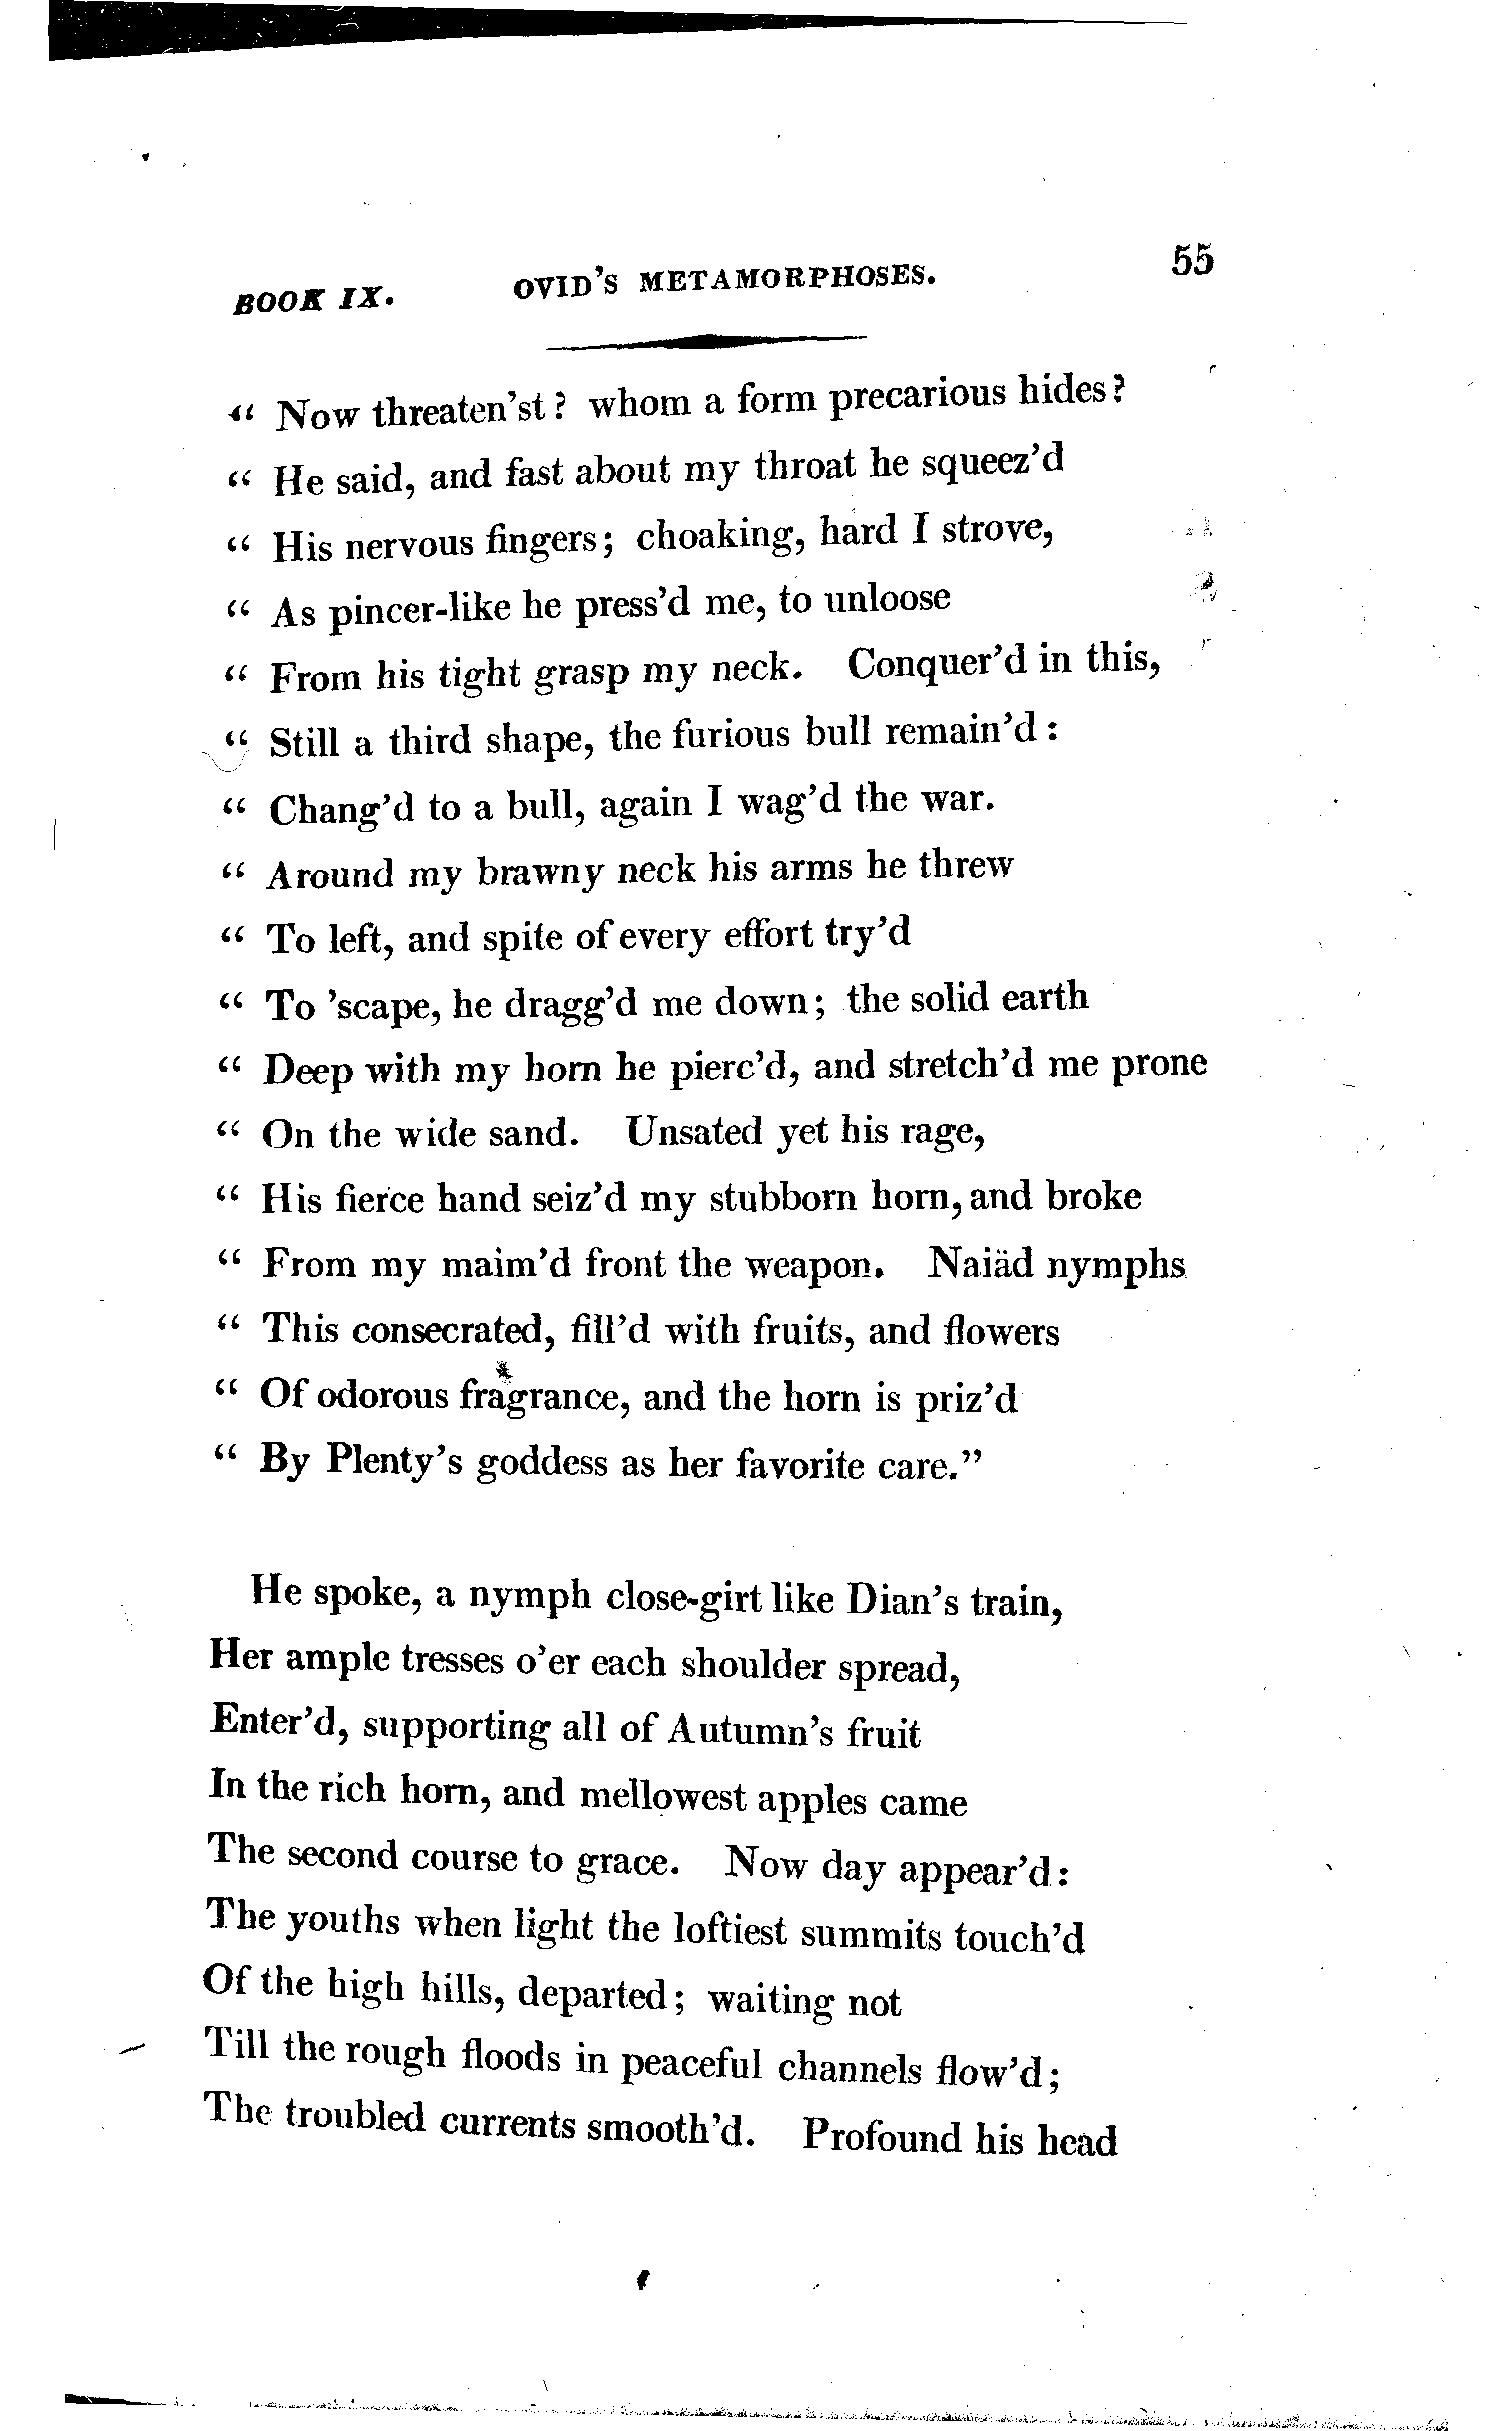 BOOK IX. OVID'S METAMORPHOSES. 55
“ Now threaten'st? whom a form precarious hides?
“ He said, and fast about my throat he squeez'd
“ His nervous fingers; choaking, hard I strove,
“ As pincer-like he press'd me, to unloose
“ From his tight grasp my neck. Conquer'd in this,
“ Still a third shape, the furious bull remain'd:
“ Chang'd to a bull, again I wag'd the war.
“ Around my brawny neck his arms he threw
“ To left, and spite of every effort try'd
“ To 'scape, he dragg'd me down; the solid earth
“ Deep with my horn he pierc'd, and stretch'd me prone
“ On the wide sand. Unsated yet his rage,
“ His fierce hand seiz'd my stubborn horn, and broke
“ From my maim'd front the weapon. Naiäd nymphs
“ This consecrated, fill'd with fruits, and flowers
“ Of odorous fragrance, and the horn is priz'd
“ By Plenty's goddess as her favorite care.”
He spoke, a nymph close-girt like Dian's train,
Her ample tresses o'er each shoulder spread,
Enter'd, supporting all of Autumn's fruit
In the rich horn, and mellowest apples came
The second course to grace. Now day appear'd:
The youths when light the loftiest summits touch'd
Of the high hills, departed; waiting not
Till the rough floods in peaceful channels flow'd;
The troubled currents smooth'd. Profound his head